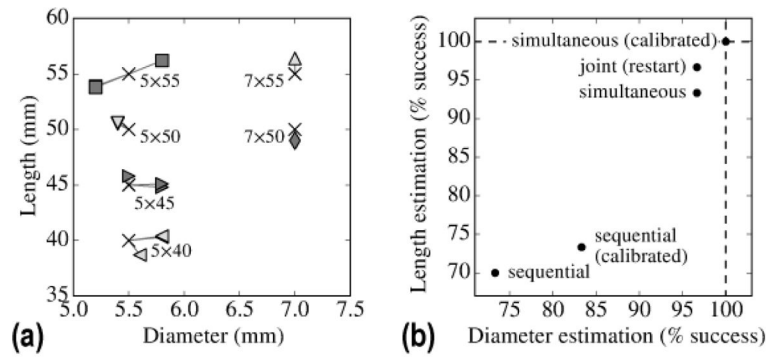 60
55
50
45
40
35
Length (mm)
5×55
7×55
5×50
7×50
5×45
5×40
5.0 5.5 6.0 6.5 7.0 7.5
(a) Diameter (mm)
100
95
90
85
80
75
70
Length estimation (% success)
simultaneous (calibrated)
joint (restart)
simultaneous
sequential
(calibrated)
sequential
75 80 85 90 95 100
(b) Diameter estimation (% success)